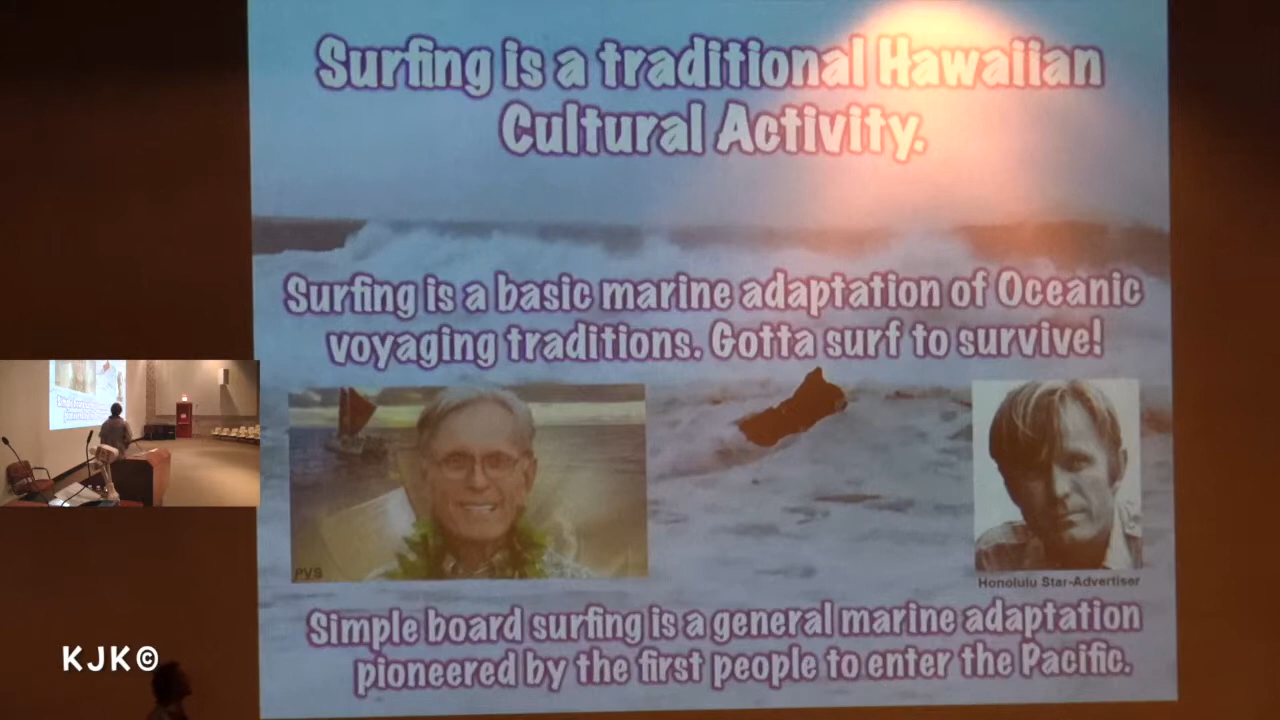 Surfing is a traditional Hawaiian
Cultural Activity.
Surfing is a basic marine adaptation of Oceanic
voyaging traditions. Gotta surf to survive!
PVS
Honolulu Star-Advertiser
Simple board surfing is a general marine adaptation
pioneered by the first people to enter the Pacific.
KJK©